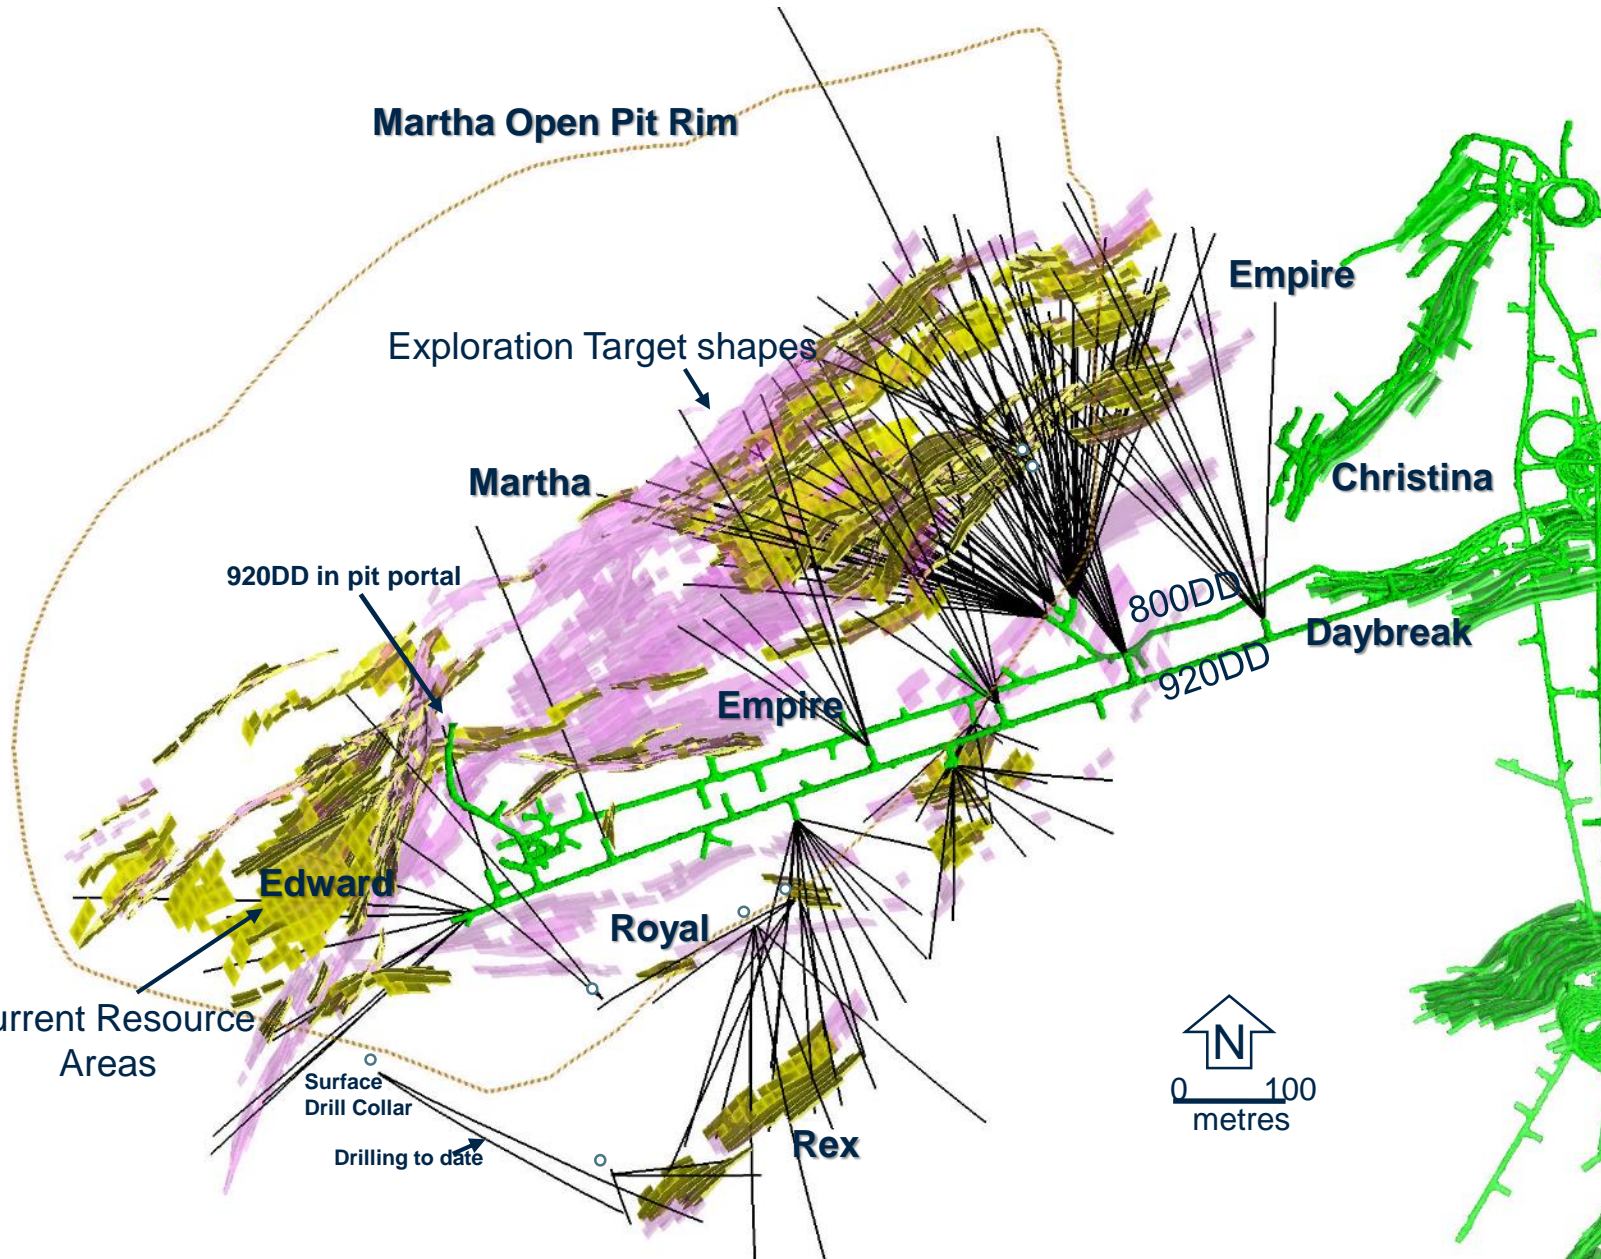 Martha Open Pit Rim
Empire
Exploration Target shapes
Martha
Christina
920DD in pit portal
800DD
Daybreak
920DD
Empire
Edward
Royal
urrent Resource
Areas
N
Surface
Drill Collar
0 100
metres
Drilling to date
Rex